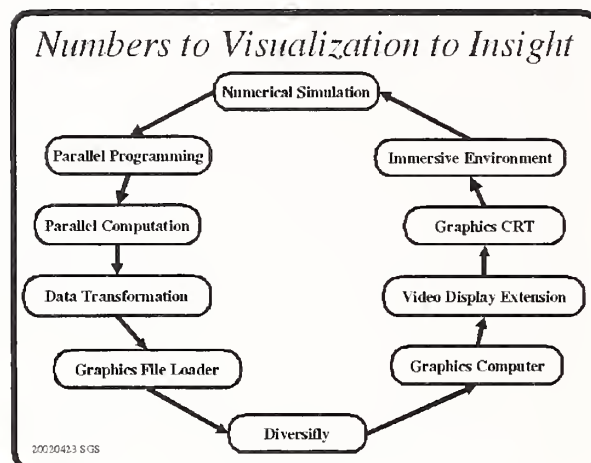 Numbers to Visualization to Insight
Numerical Simulation
Parallel Programming
Parallel Computation
Data Transformation
Graphics File Loader
Diversifly
Graphics Computer
Video Display Extension
Graphics CRT
Immersive Environment
20020423 SGS